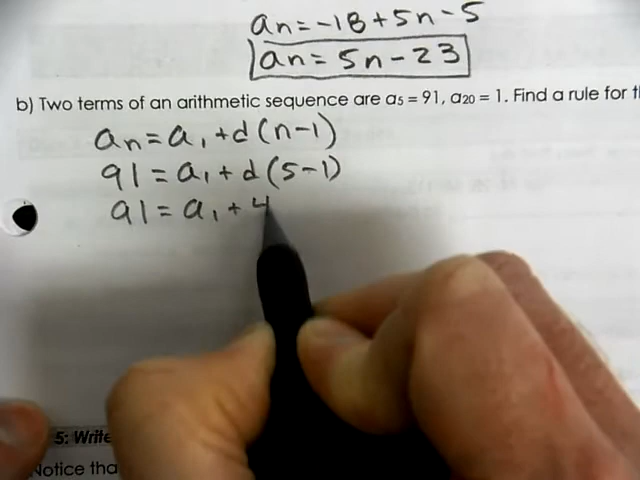 an = -18 + 5n - 5
an = 5n - 23
b) Two terms of an arithmetic sequence are a5 = 91, a20 = 1. Find a rule for
an = a1 + d(n-1)
91 = a1 + d(5-1)
91 = a1 + 4
5: Write
Notice